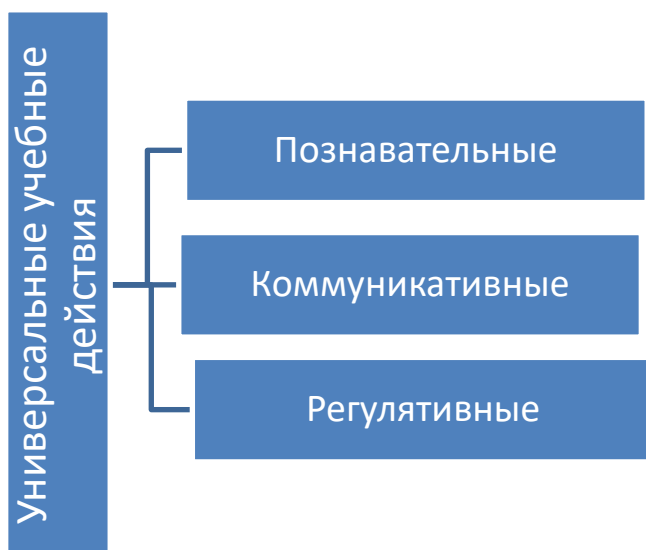 Универсальные учебные
действия
Познавательные
Коммуникативные
Регулятивные